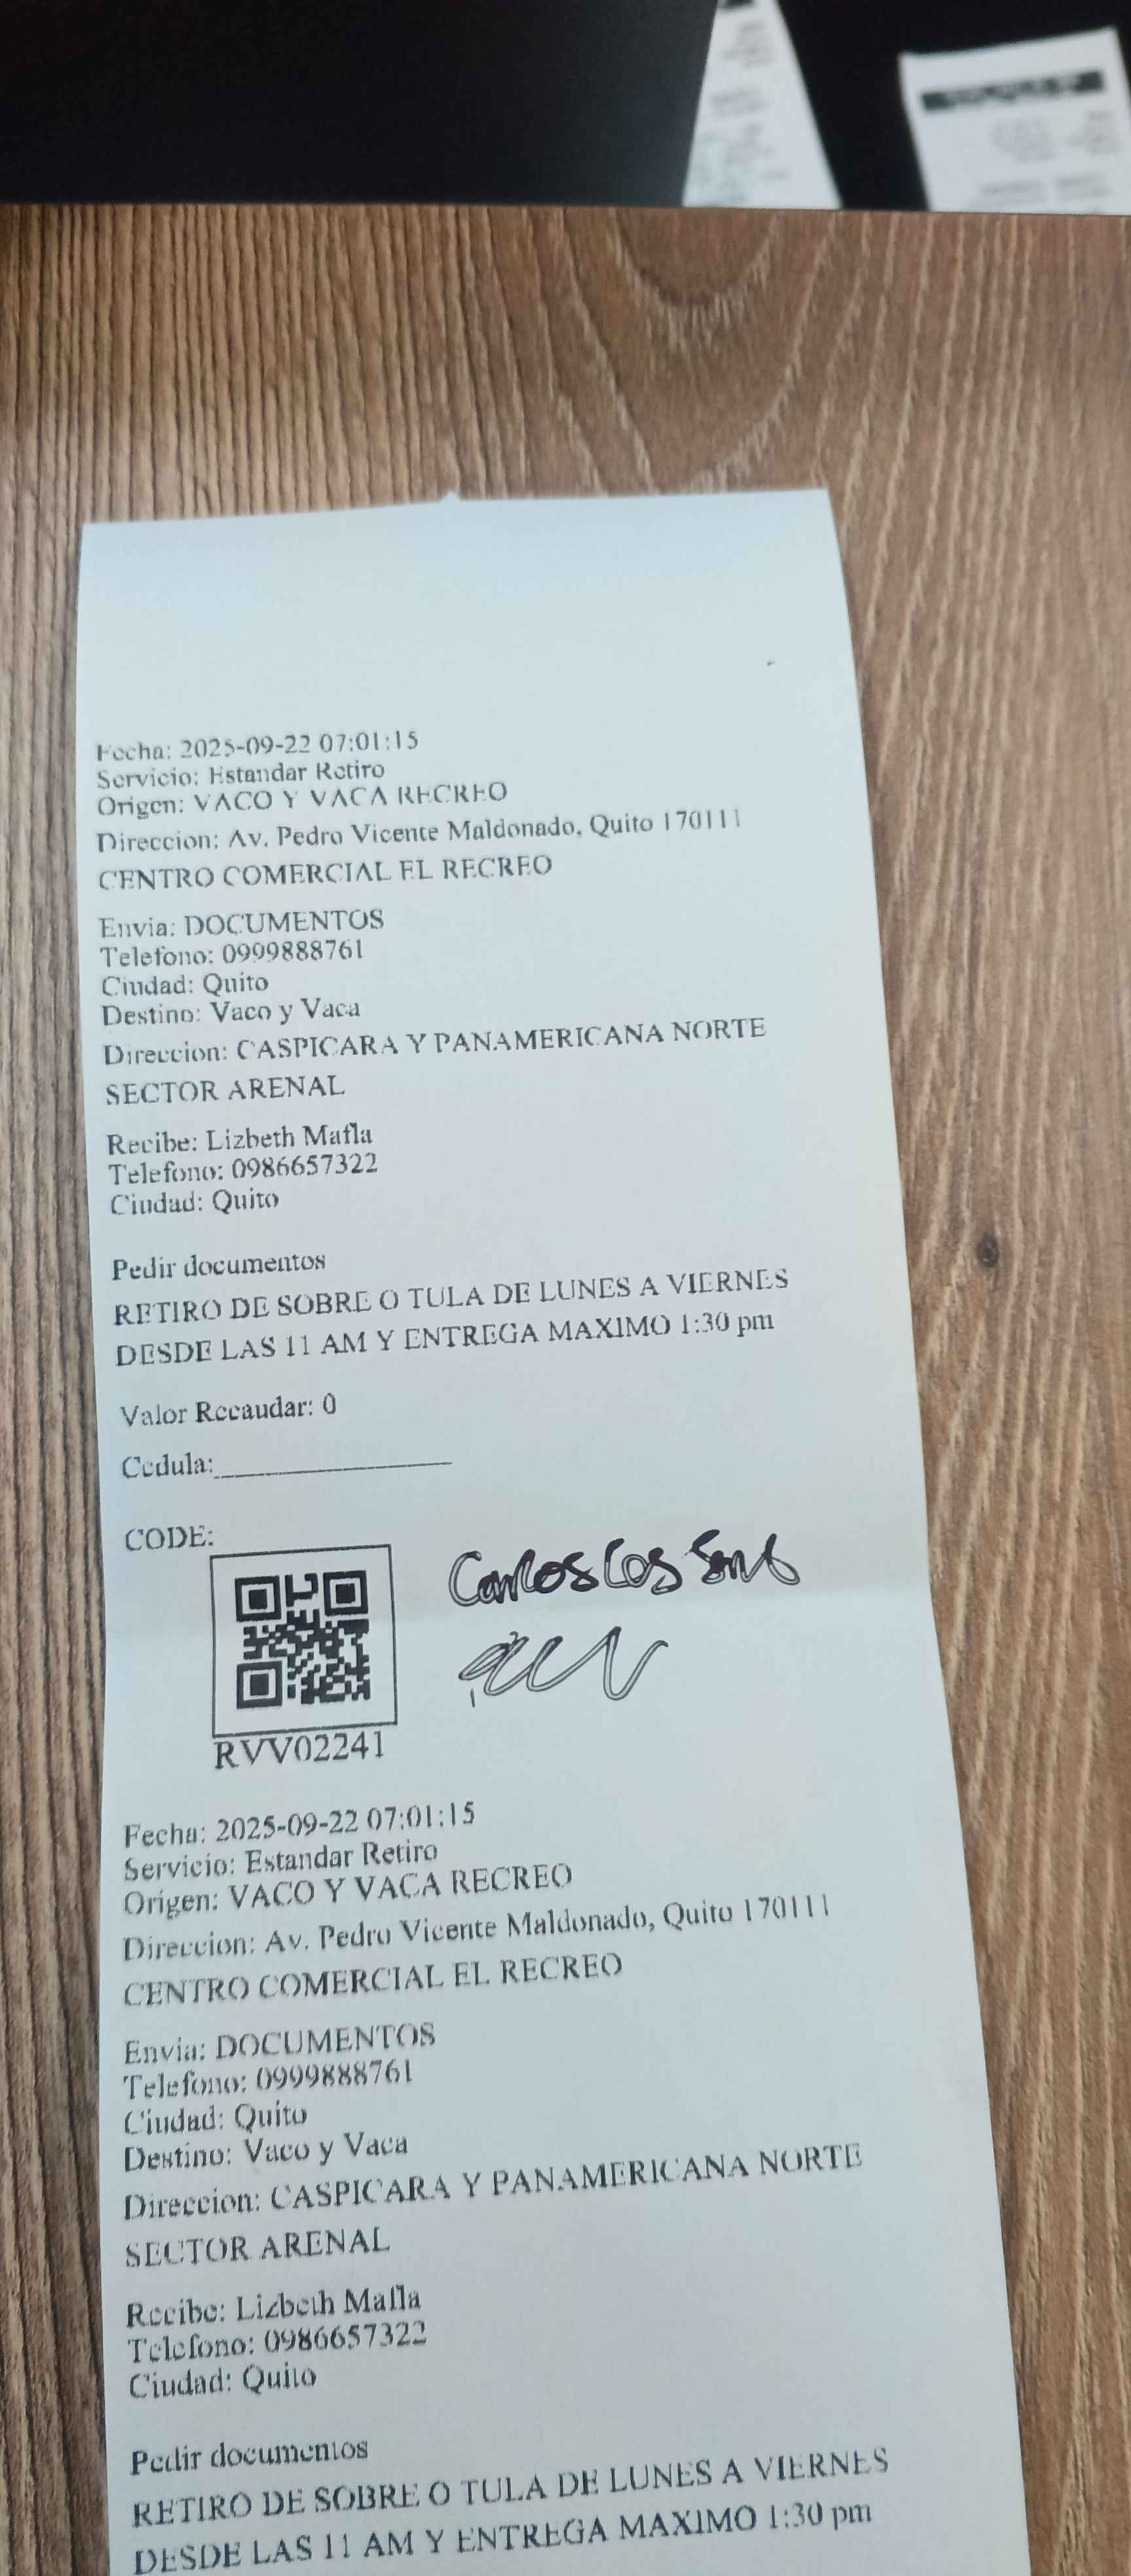 Fecha: 2025-09-22 07:01:15
Servicio: Estandar Retiro
Origen: VACO Y VACA RECREO
Direccion: Av. Pedro Vicente Maldonado, Quito 170111
CENTRO COMERCIAL EL RECREO
Envia: DOCUMENTOS
Telefono: 0999888761
Ciudad: Quito
Destino: Vaco y Vaca
Direccion: CASPICARA Y PANAMERICANA NORTE
SECTOR ARENAL
Recibe: Lizbeth Mafla
Telefono: 0986657322
Ciudad: Quito
Pedir documentos
RETIRO DE SOBRE O TULA DE LUNES A VIERNES
DESDE LAS 11 AM Y ENTREGA MAXIMO 1:30 pm
Valor Recaudar: 0
Cedula:
CODE:
Carlos
RVV02241
Fecha: 2025-09-22 07:01:15
Servicio: Estandar Retiro
Origen: VACO Y VACA RECREO
Direccion: Av. Pedro Vicente Maldonado, Quito 170111
CENTRO COMERCIAL EL RECREO
Envia: DOCUMENTOS
Telefono: 0999888761
Ciudad: Quito
Destino: Vaco y Vaca
Direccion: CASPICARA Y PANAMERICANA NORTE
SECTOR ARENAL
Recibe: Lizbeth Mafla
Telefono: 0986657322
Ciudad: Quito
Pedir documentos
RETIRO DE SOBRE O TULA DE LUNES A VIERNES
DESDE LAS 11 AM Y ENTREGA MAXIMO 1:30 pm